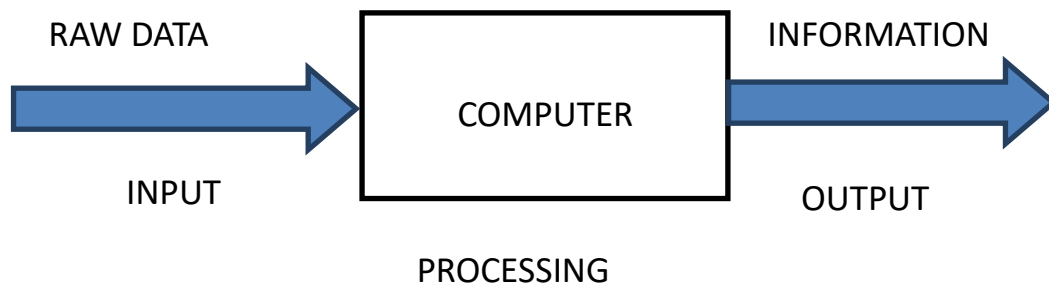 RAW DATA
INFORMATION
COMPUTER
INPUT
OUTPUT
PROCESSING